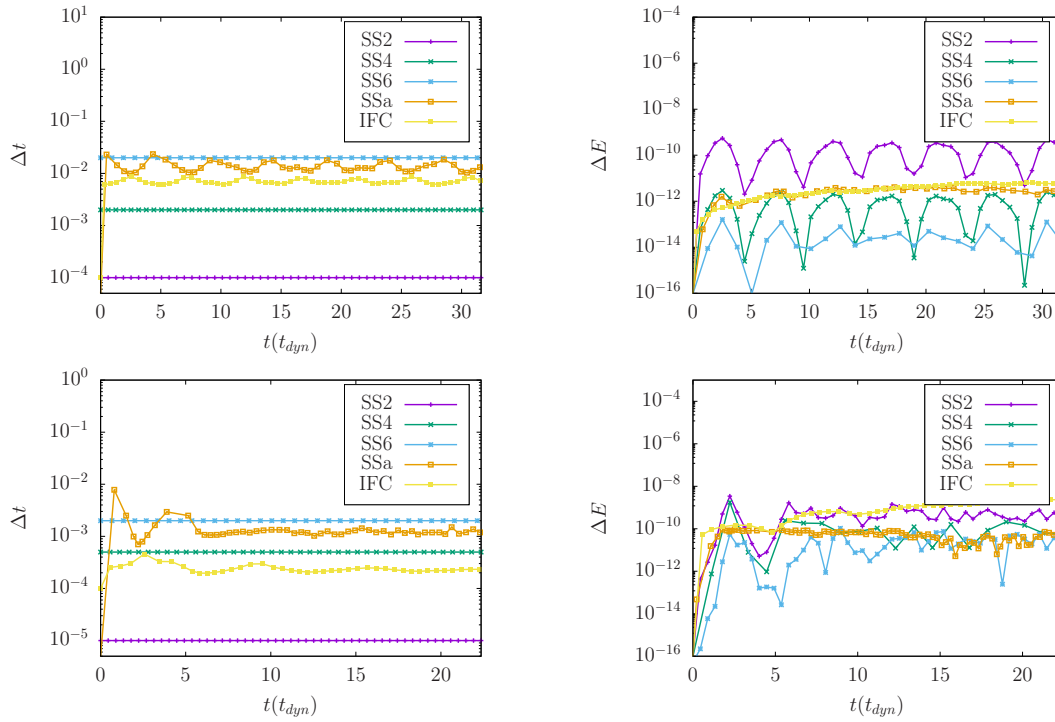 10^1
10^0
10^-1
10^-2
10^-3
10^-4
Δt
0 5 10 15 20 25 30
t(t_dyn)
SS2
SS4
SS6
SSa
IFC
10^-4
10^-6
10^-8
10^-10
10^-12
10^-14
10^-16
ΔE
0 5 10 15 20 25 30
t(t_dyn)
SS2
SS4
SS6
SSa
IFC
10^0
10^-1
10^-2
10^-3
10^-4
10^-5
Δt
0 5 10 15 20
t(t_dyn)
SS2
SS4
SS6
SSa
IFC
10^-4
10^-6
10^-8
10^-10
10^-12
10^-14
10^-16
ΔE
0 5 10 15 20
t(t_dyn)
SS2
SS4
SS6
SSa
IFC